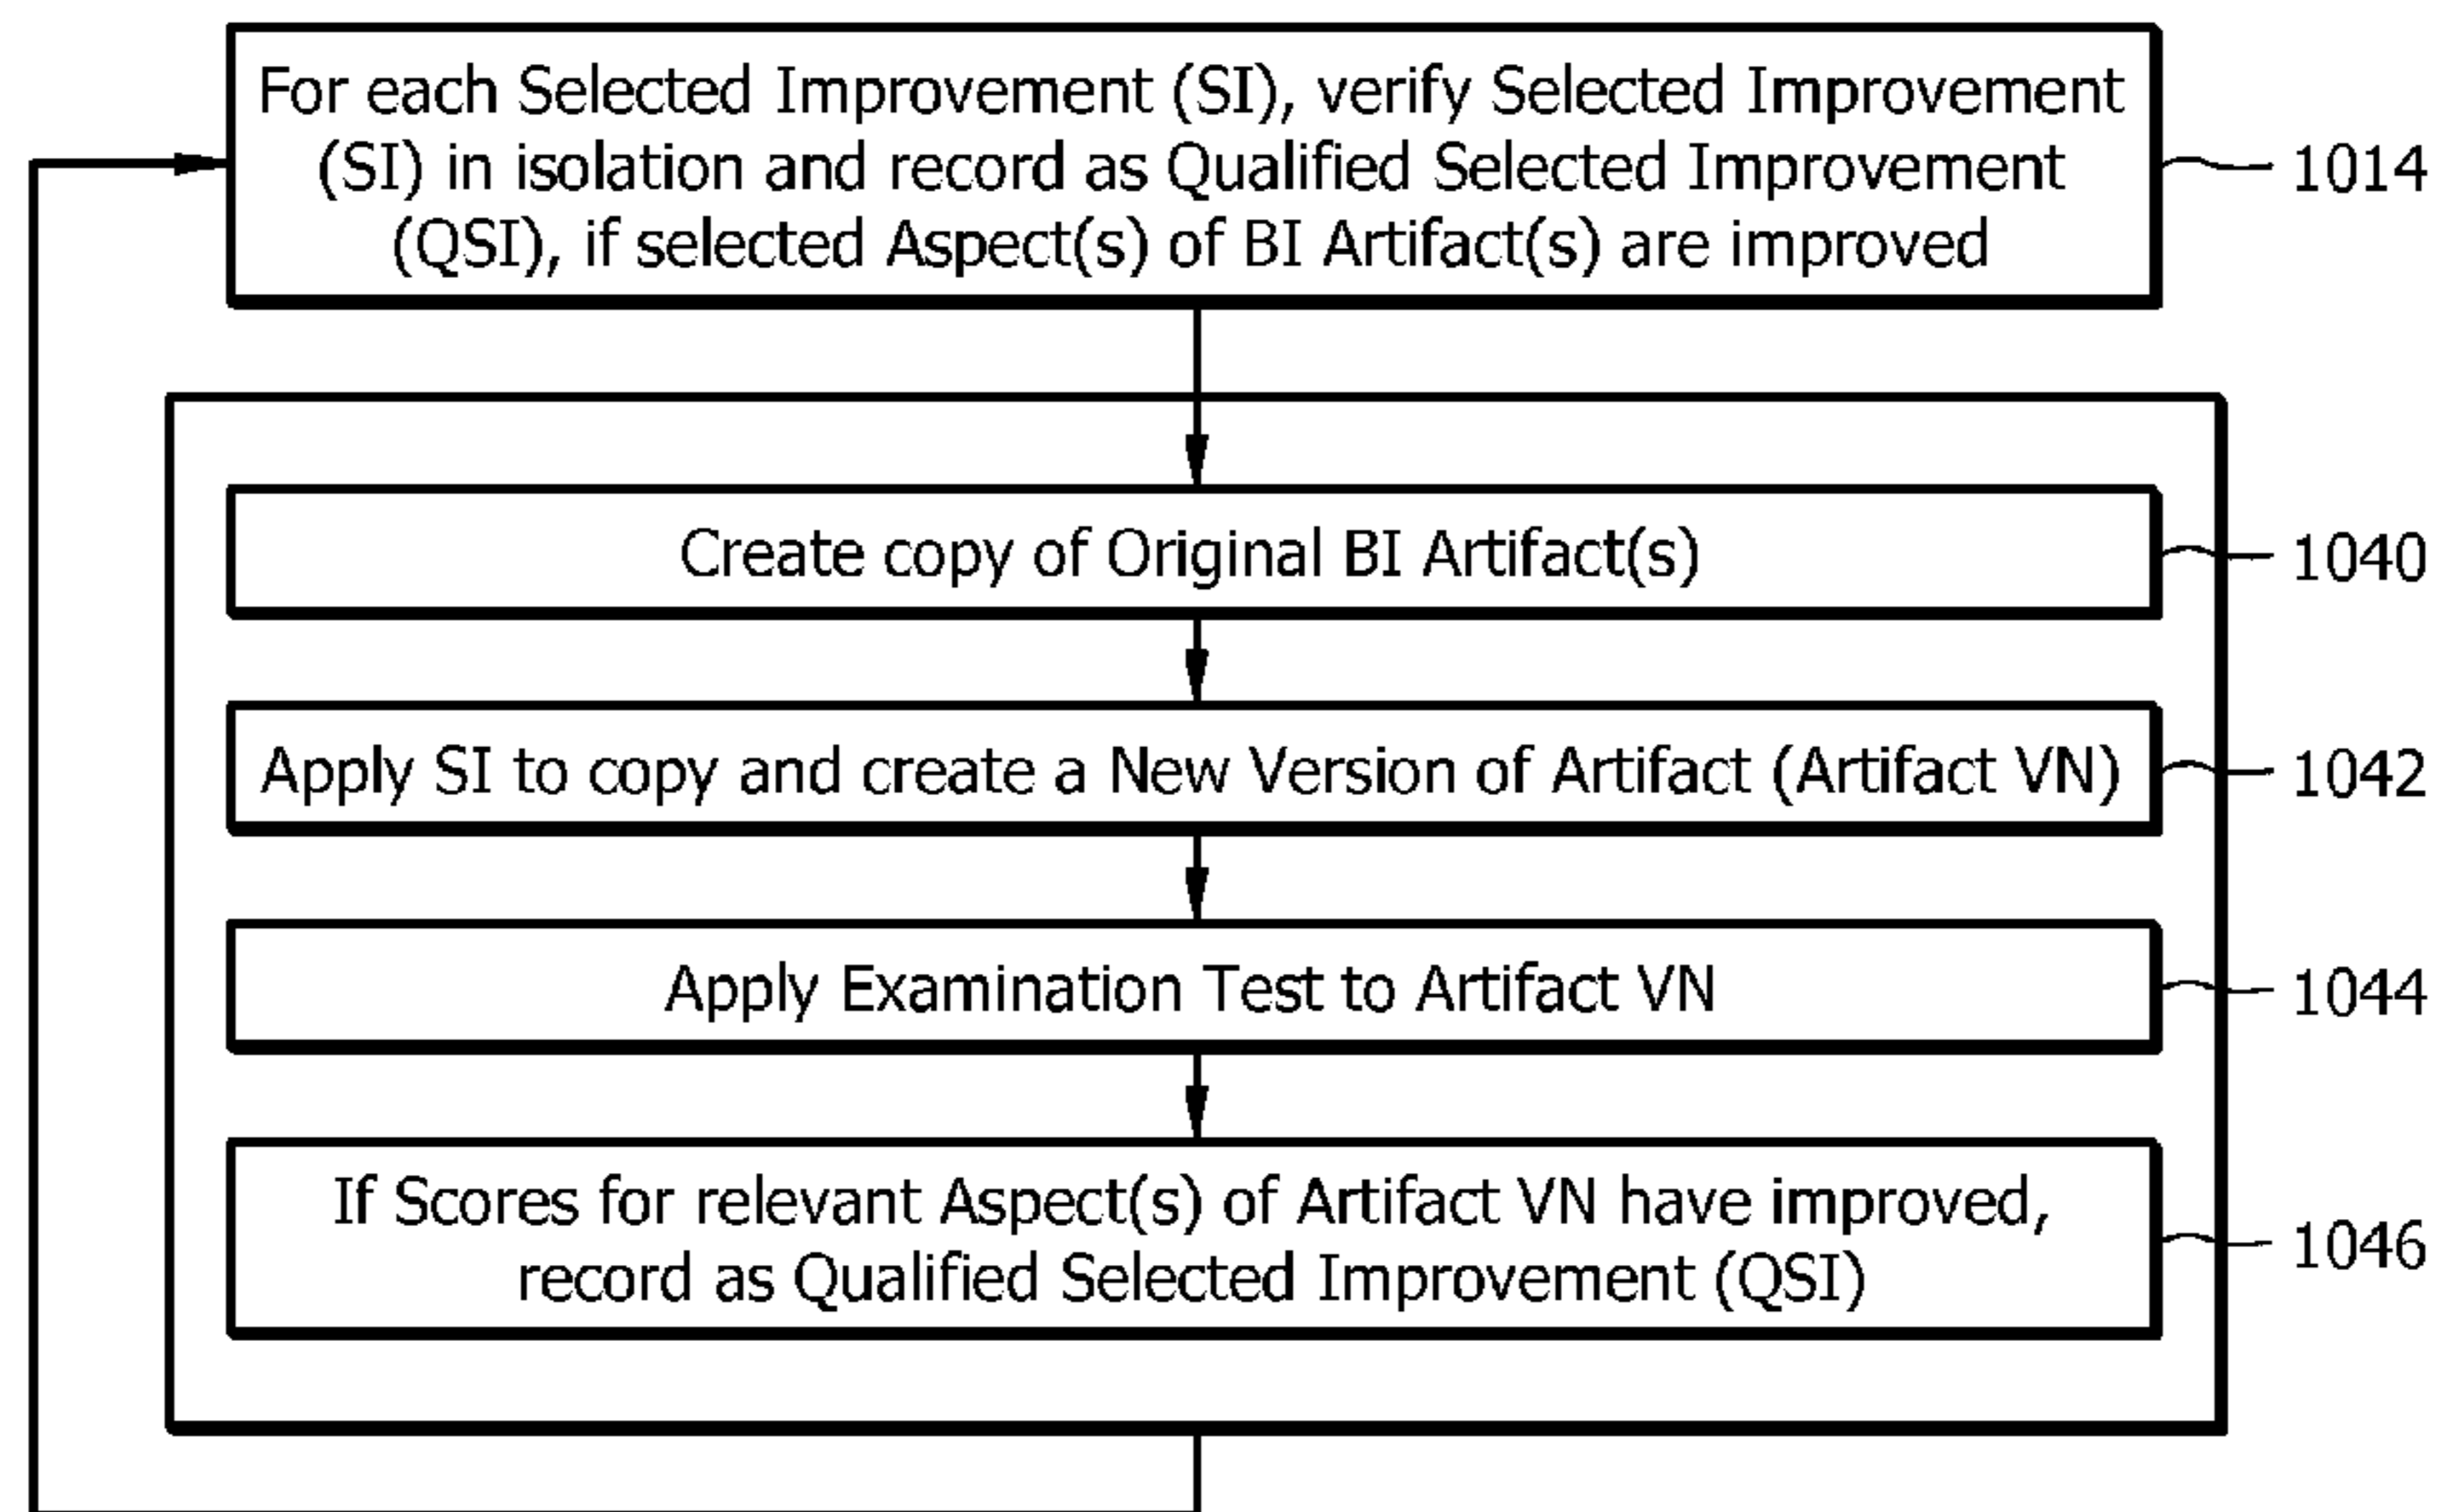 For each Selected Improvement (SI), verify Selected Improvement
(SI) in isolation and record as Qualified Selected Improvement
(QSI), if selected Aspect(s) of BI Artifact(s) are improved
1014
Create copy of Original BI Artifact(s)
1040
Apply SI to copy and create a New Version of Artifact (Artifact VN)
1042
Apply Examination Test to Artifact VN
1044
If Scores for relevant Aspect(s) of Artifact VN have improved,
record as Qualified Selected Improvement (QSI)
1046